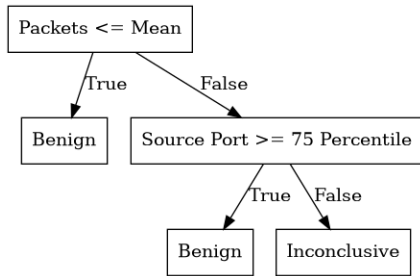 Packets <= Mean
True
False
Benign
Source Port >= 75 Percentile
True
False
Benign
Inconclusive